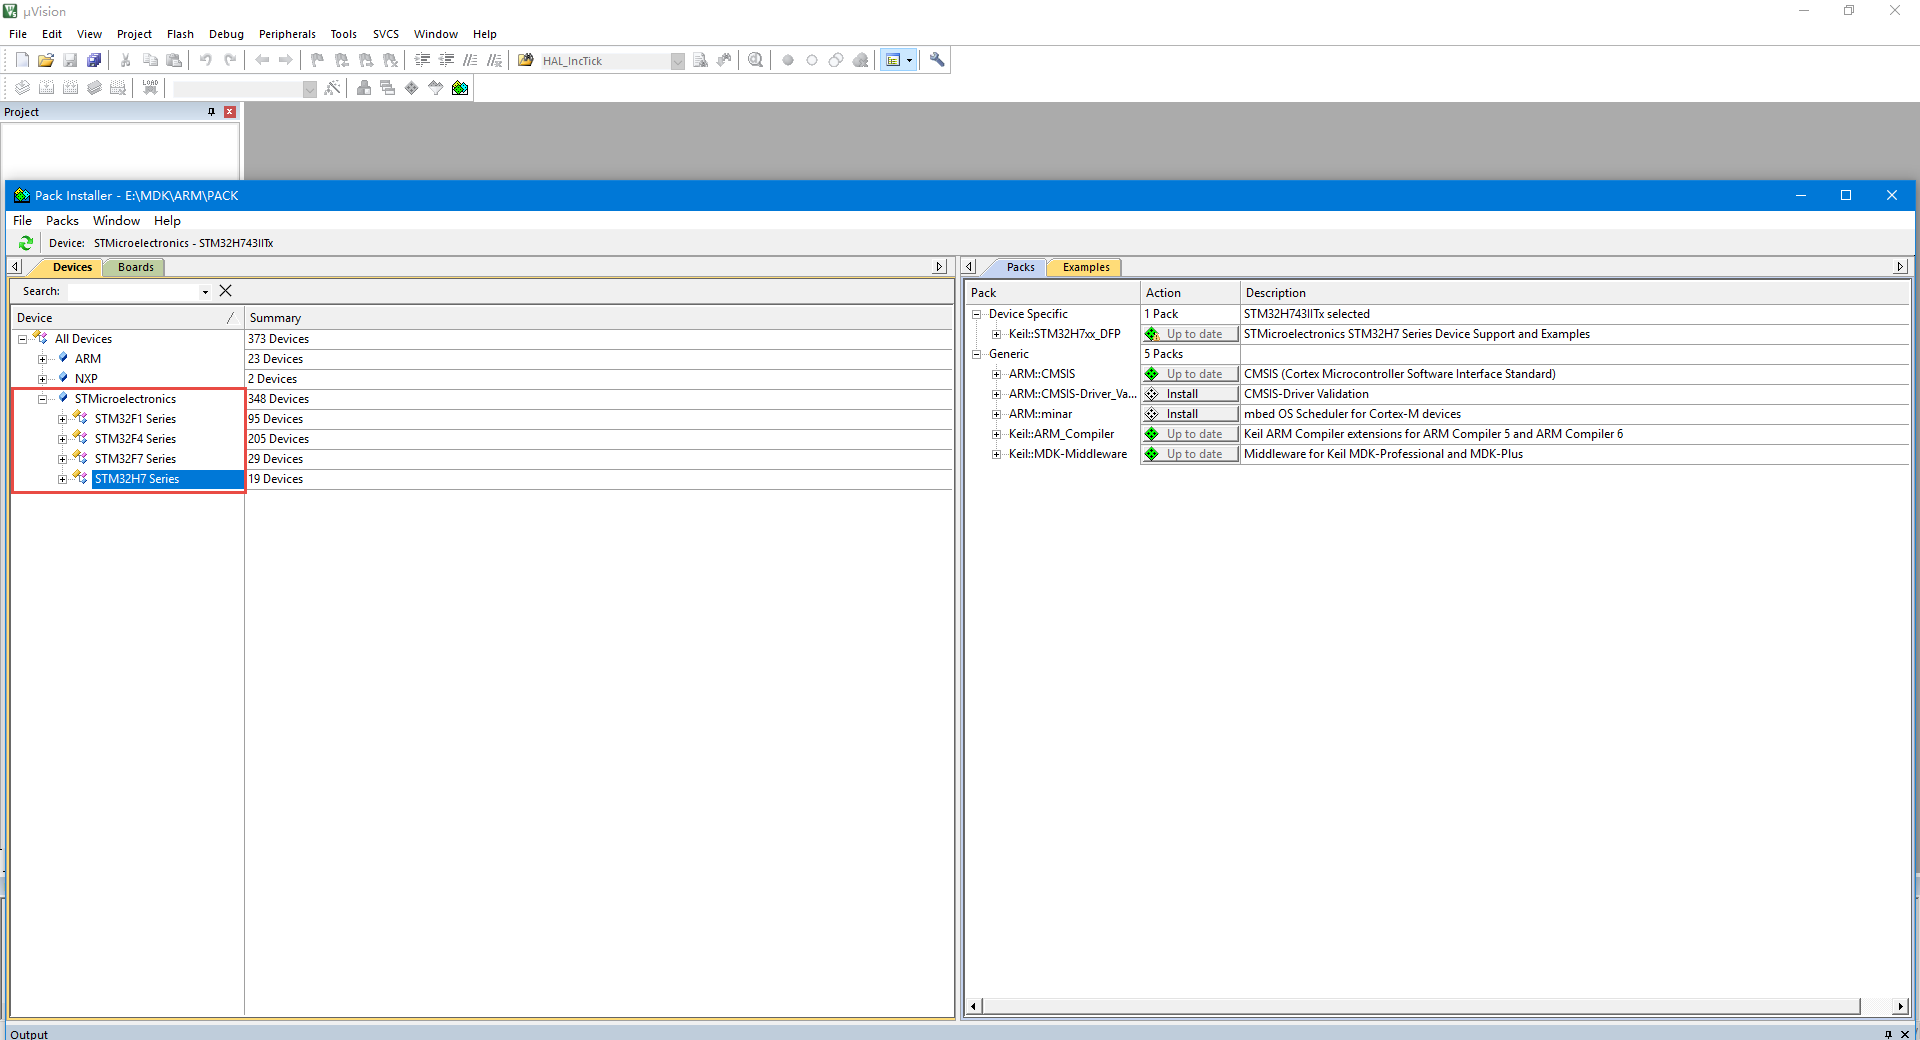 µVision
File Edit View Project Flash Debug Peripherals Tools SVCS Window Help
HAL_IncTick
LOAD
Project
Pack Installer - E:\MDK\ARM\PACK
File Packs Window Help
Device: STMicroelectronics - STM32H743IITx
Devices Boards
Search:
Device Summary
All Devices 373 Devices
ARM 23 Devices
NXP 2 Devices
STMicroelectronics 348 Devices
STM32F1 Series 95 Devices
STM32F4 Series 205 Devices
STM32F7 Series 29 Devices
STM32H7 Series 19 Devices
Packs Examples
Pack Action Description
Device Specific 1 Pack STM32H743IITx selected
Keil::STM32H7xx_DFP Up to date STMicroelectronics STM32H7 Series Device Support and Examples
Generic 5 Packs
ARM::CMSIS Up to date CMSIS (Cortex Microcontroller Software Interface Standard)
ARM::CMSIS-Driver_Va... Install CMSIS-Driver Validation
ARM::minar Install mbed OS Scheduler for Cortex-M devices
Keil::ARM_Compiler Up to date Keil ARM Compiler extensions for ARM Compiler 5 and ARM Compiler 6
Keil::MDK-Middleware Up to date Middleware for Keil MDK-Professional and MDK-Plus
Output